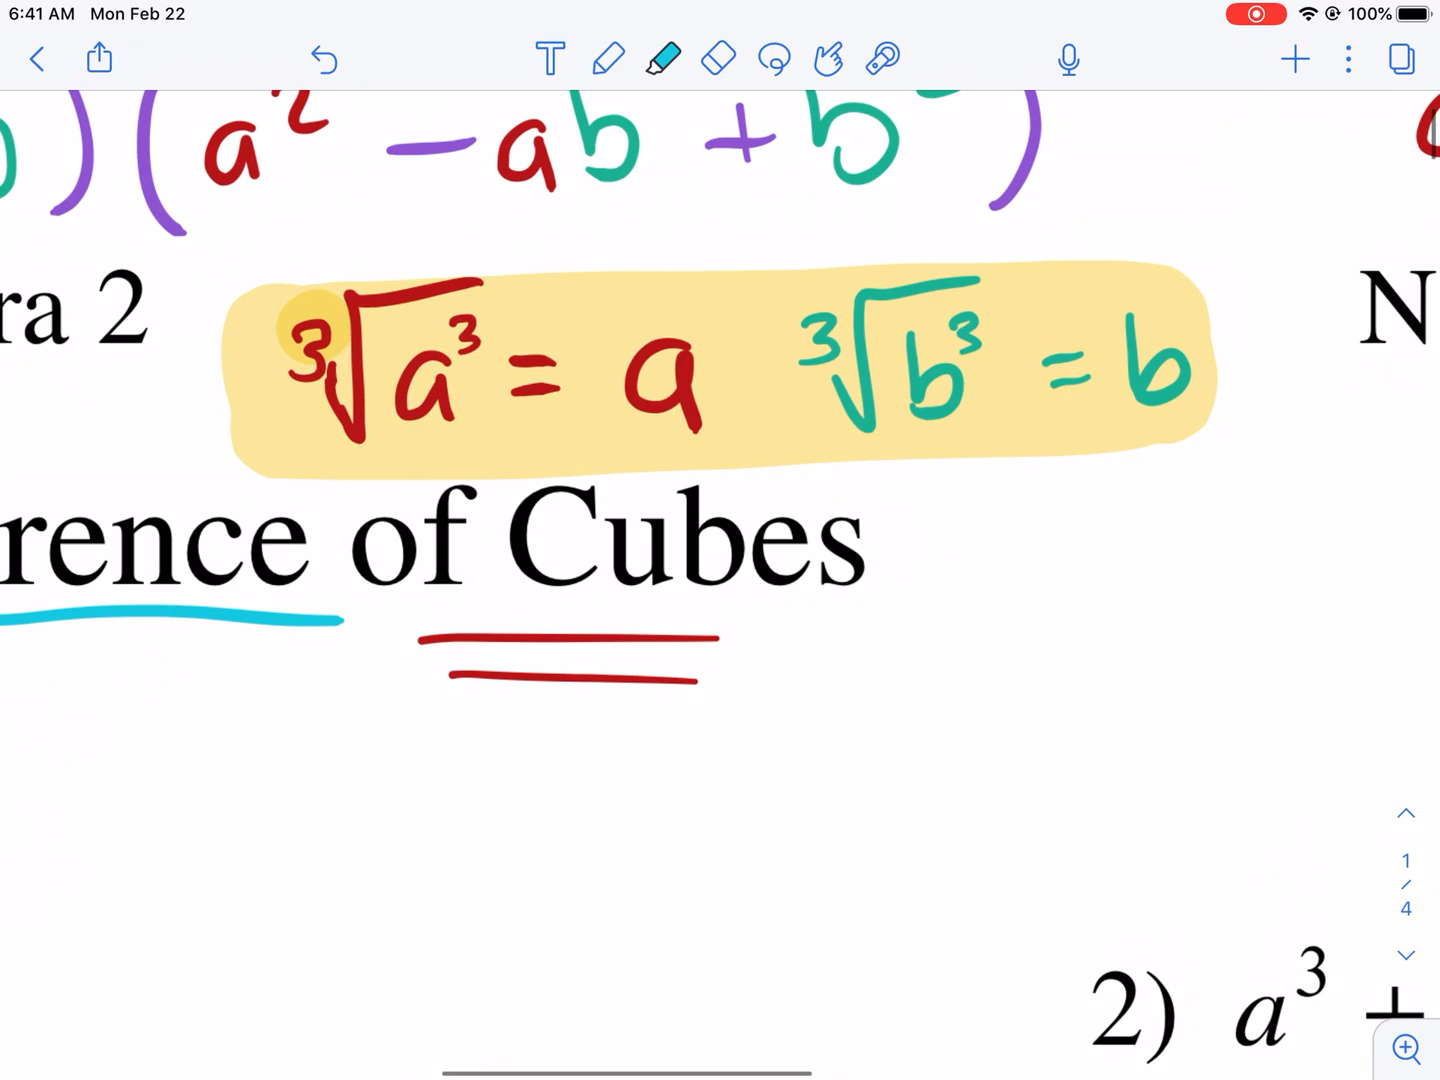 6:41 AM Mon Feb 22 100%
)(a² - ab + b² )
ra 2 ∛a³ = a ∛b³ = b N
rence of Cubes
1
/
4
2) a³ +